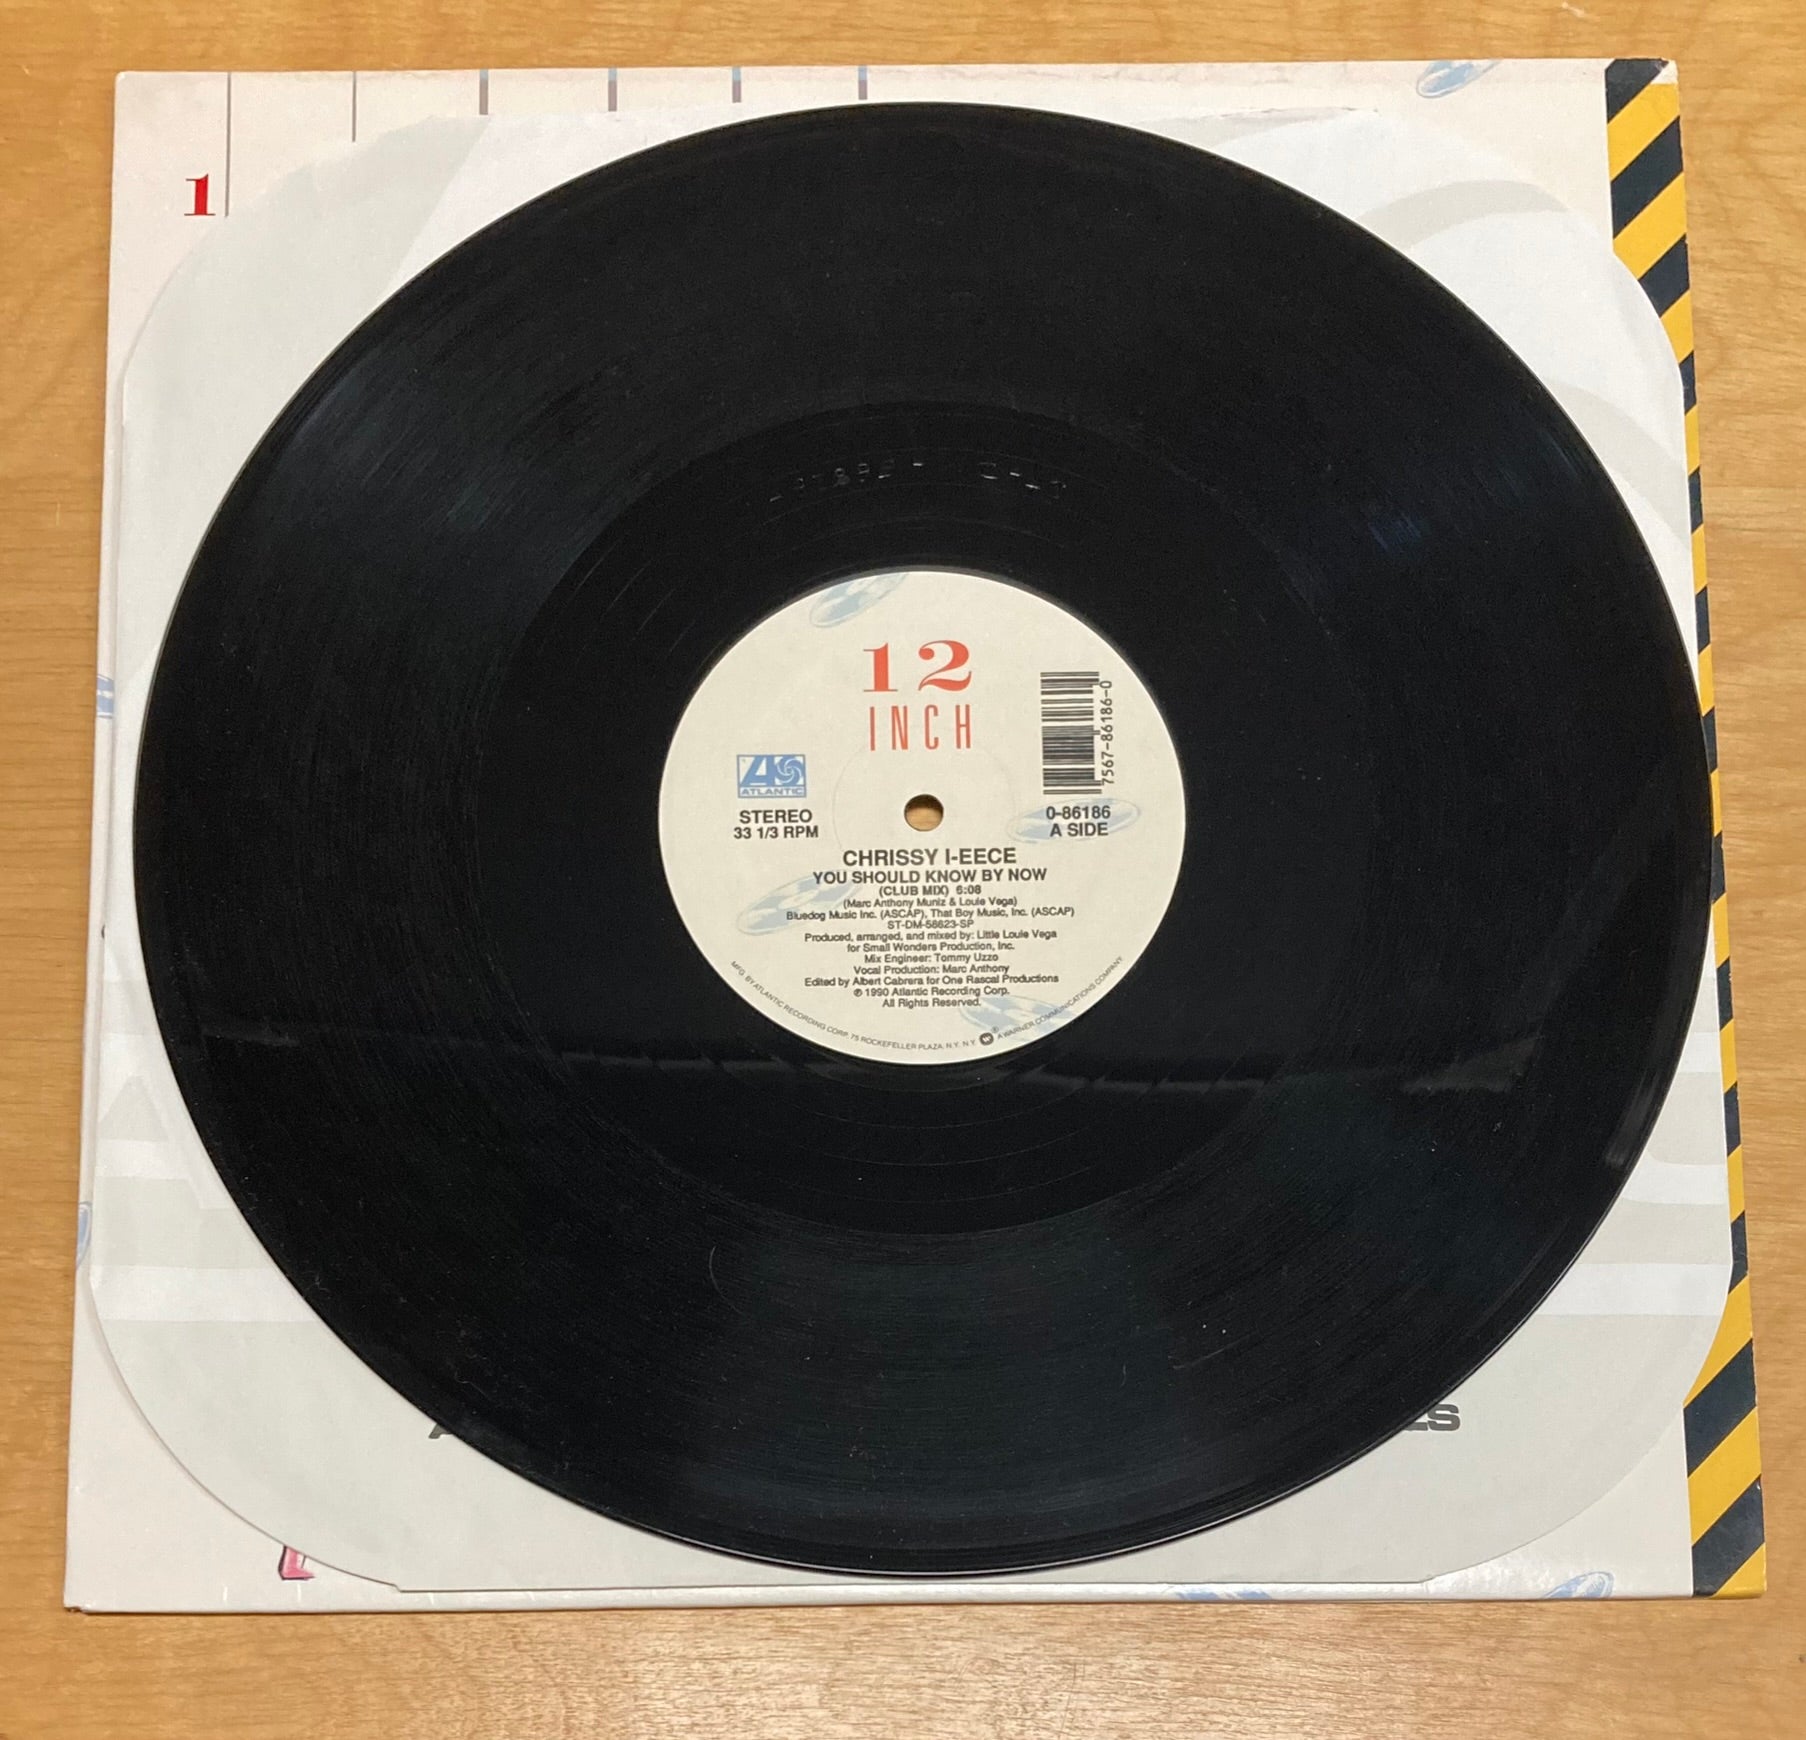 1
12
INCH
7567-86186-0
ATLANTIC
STEREO
33 1/3 RPM
0-86186
A SIDE
CHRISSY I-EECE
YOU SHOULD KNOW BY NOW
(CLUB MIX) 6:08
(Marc Anthony Muniz & Louie Vega)
Bluedog Music Inc. (ASCAP), That Boy Music, Inc. (ASCAP)
ST-DM-58623-SP
Produced, arranged, and mixed by: Little Louie Vega
for Small Wonders Production, Inc.
Mix Engineer: Tommy Uzzo
Vocal Production: Marc Anthony
Edited by Albert Cabrera for One Rascal Productions
℗ 1990 Atlantic Recording Corp.
All Rights Reserved.
MFG. BY ATLANTIC RECORDING CORP. 75 ROCKEFELLER PLAZA, N.Y. N.Y. ® A WARNER COMMUNICATIONS COMPANY